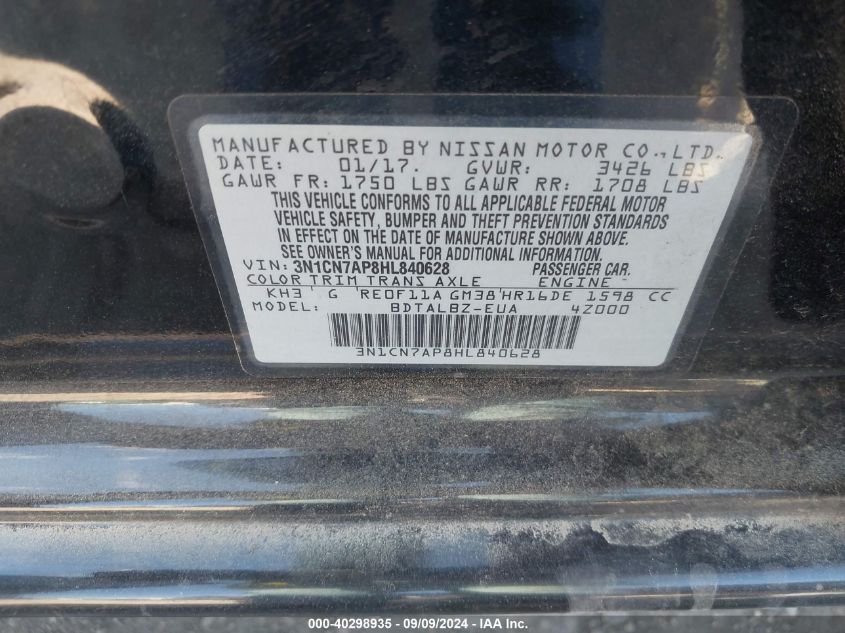 MANUFACTURED BY NISSAN MOTOR CO.,LTD.
DATE: 01/17. GVWR: 3426 LBS
GAWR FR: 1750 LBS GAWR RR: 1708 LBS
THIS VEHICLE CONFORMS TO ALL APPLICABLE FEDERAL MOTOR
VEHICLE SAFETY, BUMPER AND THEFT PREVENTION STANDARDS
IN EFFECT ON THE DATE OF MANUFACTURE SHOWN ABOVE.
SEE OWNER'S MANUAL FOR ADDITIONAL INFORMATION.
VIN: 3N1CN7AP8HL840628 PASSENGER CAR.
COLOR TRIM TRANS AXLE ENGINE
KH3 G RE0F11A GM38 HR16DE 1598 CC
MODEL: BDTALBZ-EUA 4Z000
3N1CN7AP8HL840628
000-40298935 - 09/09/2024 - IAA Inc.